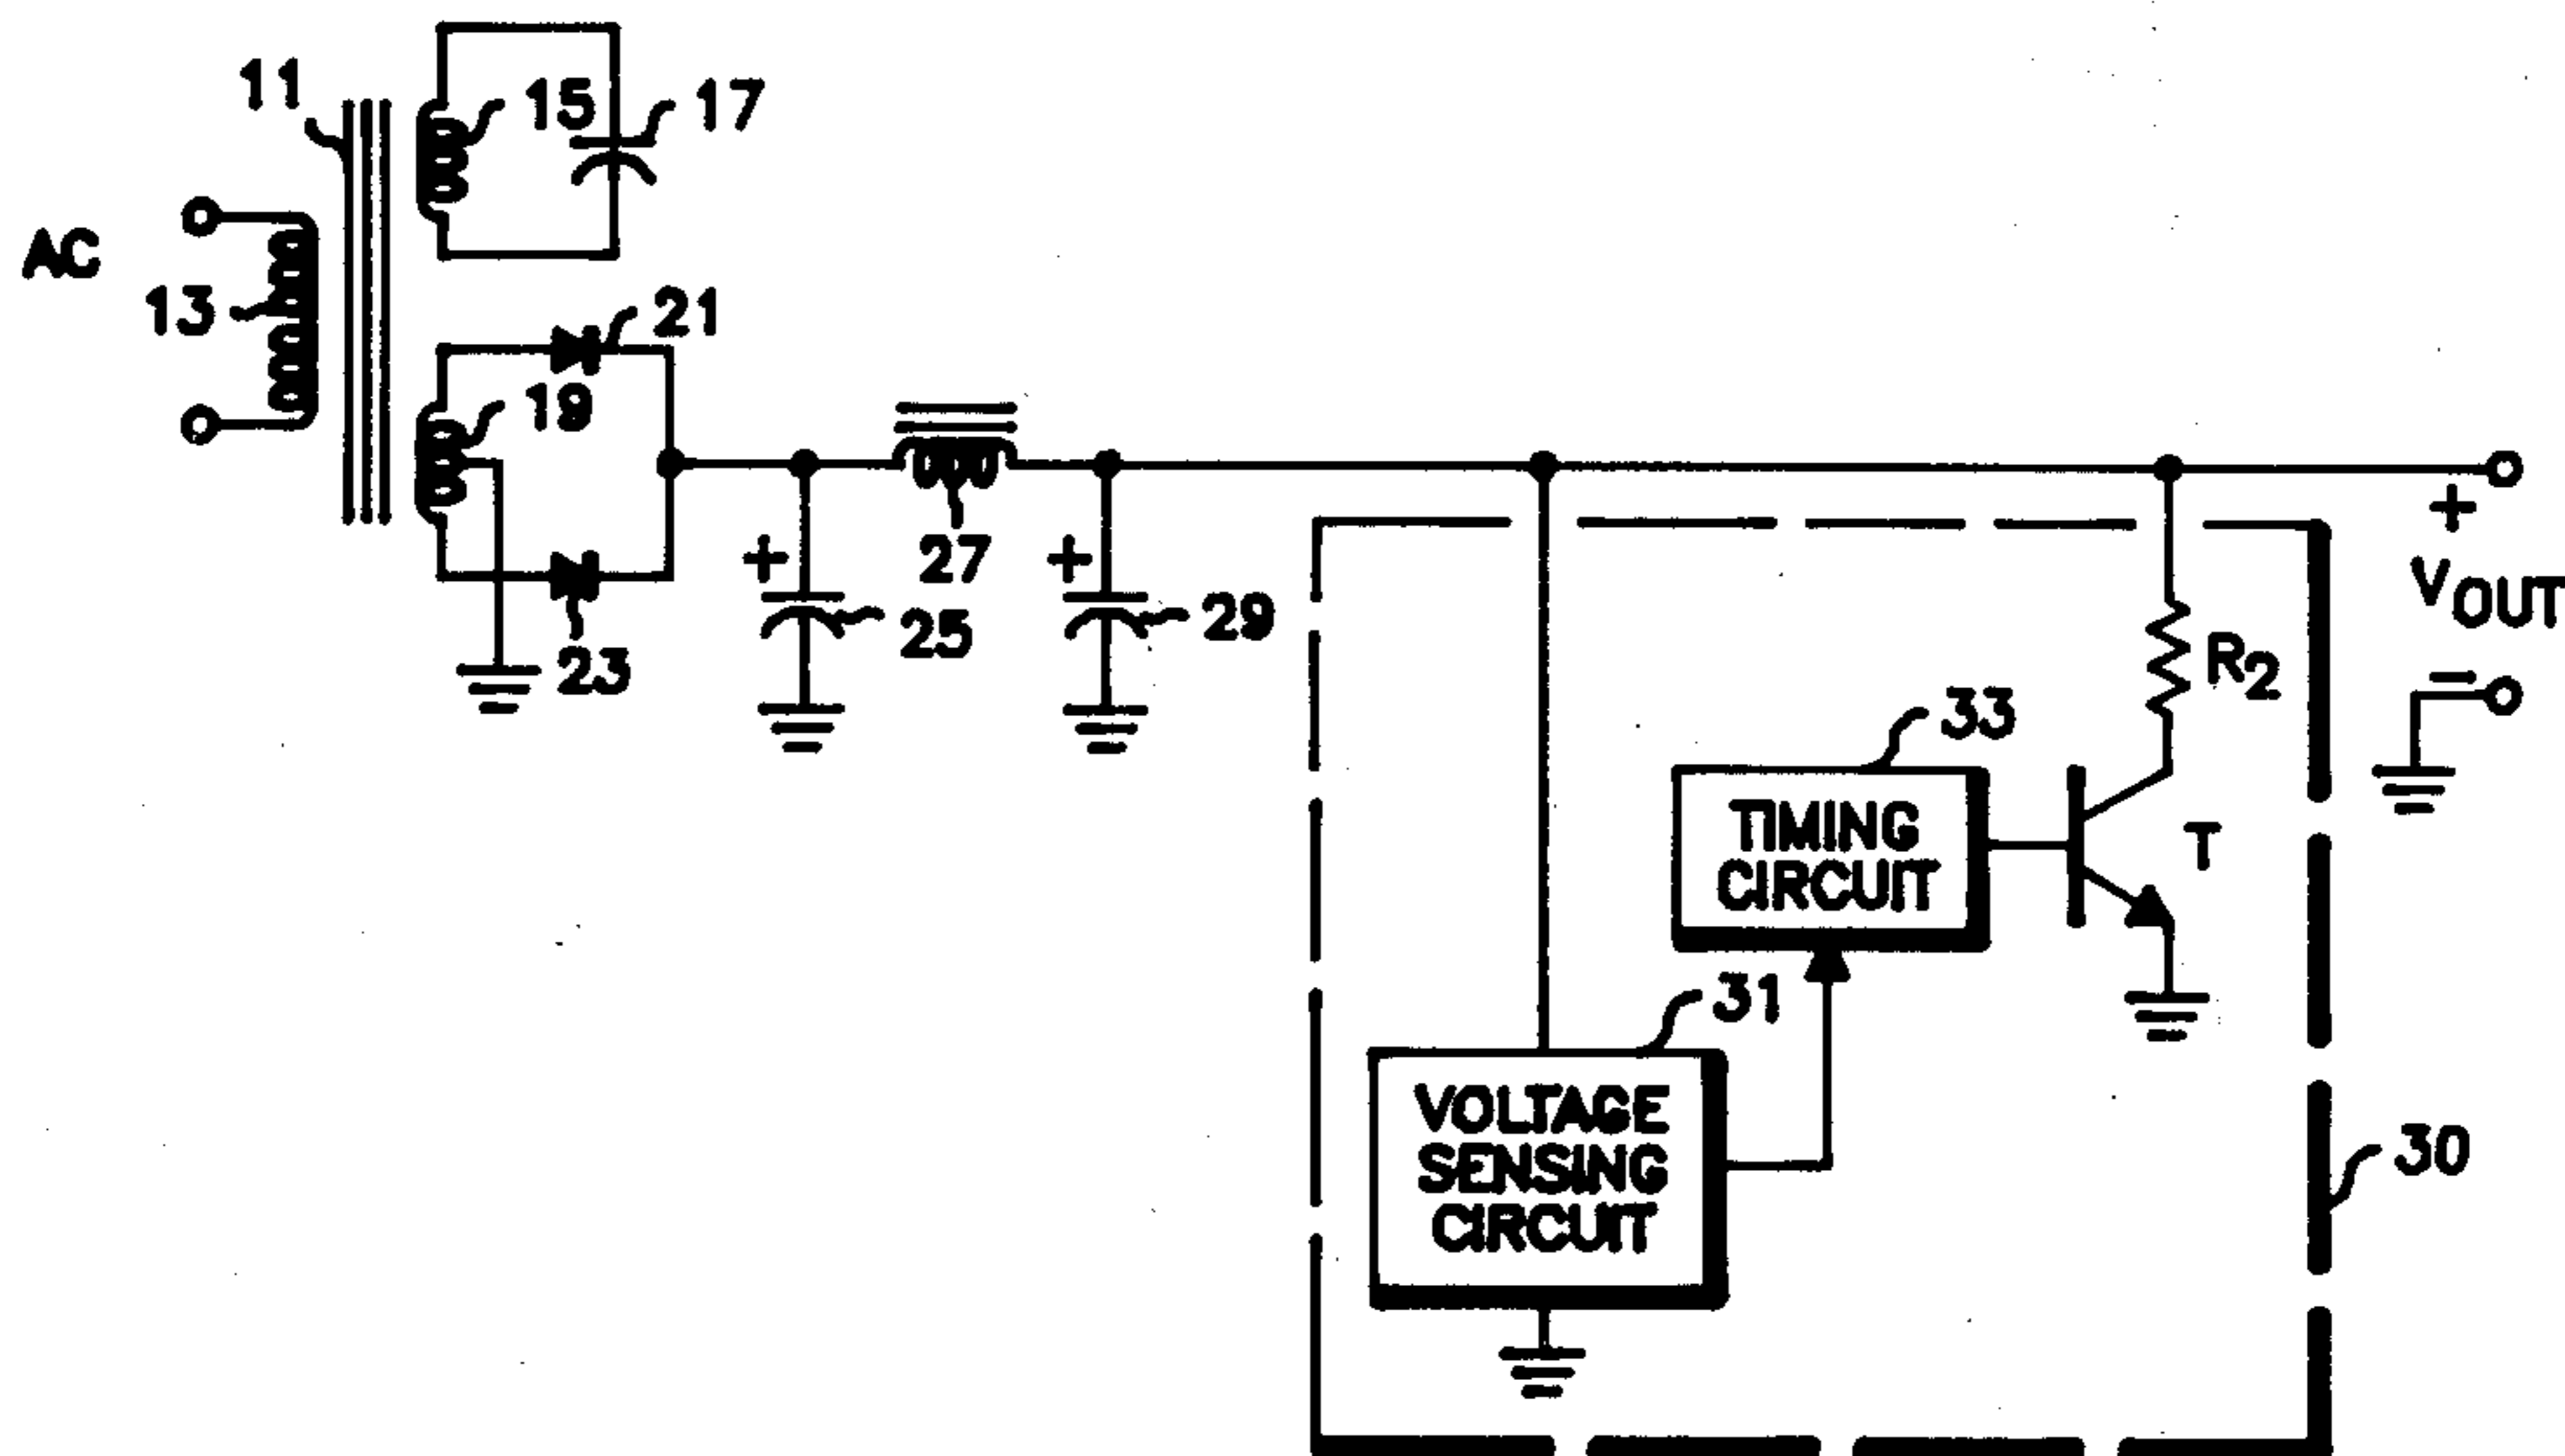 11
15
17
AC
13
21
19
27
+
+
+
VOUT
25
29
23
R2
−
33
TIMING
CIRCUIT
T
31
VOLTAGE
SENSING
CIRCUIT
30